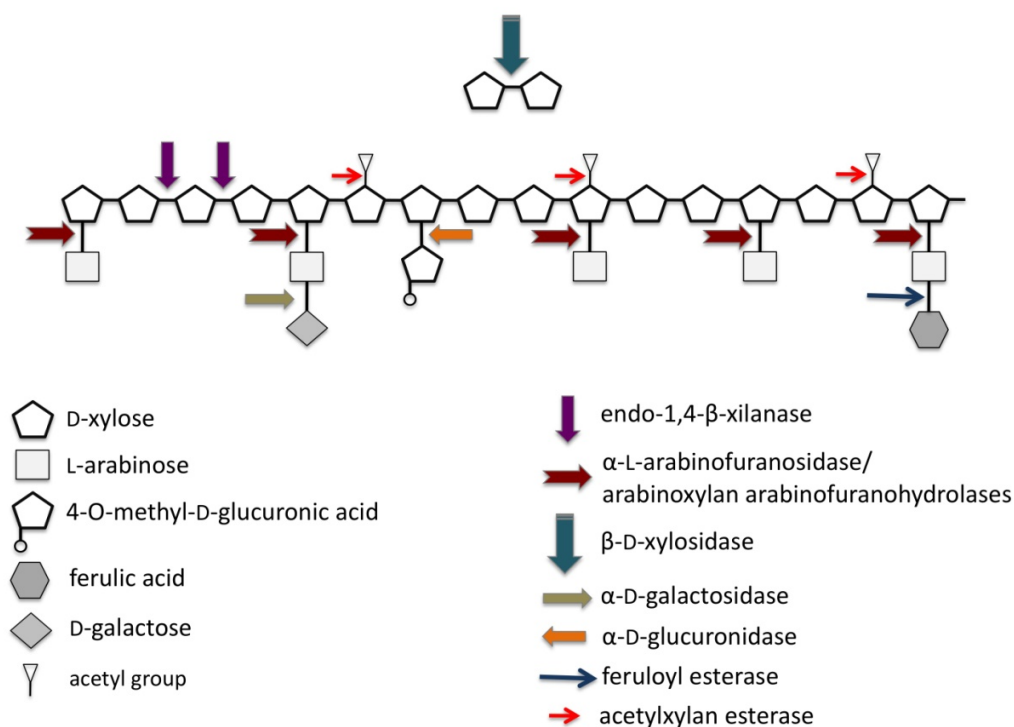 D-xylose
L-arabinose
4-O-methyl-D-glucuronic acid
ferulic acid
D-galactose
acetyl group
endo-1,4-β-xilanase
α-L-arabinofuranosidase/
arabinoxylan arabinofuranohydrolases
β-D-xylosidase
α-D-galactosidase
α-D-glucuronidase
feruloyl esterase
acetylxylan esterase